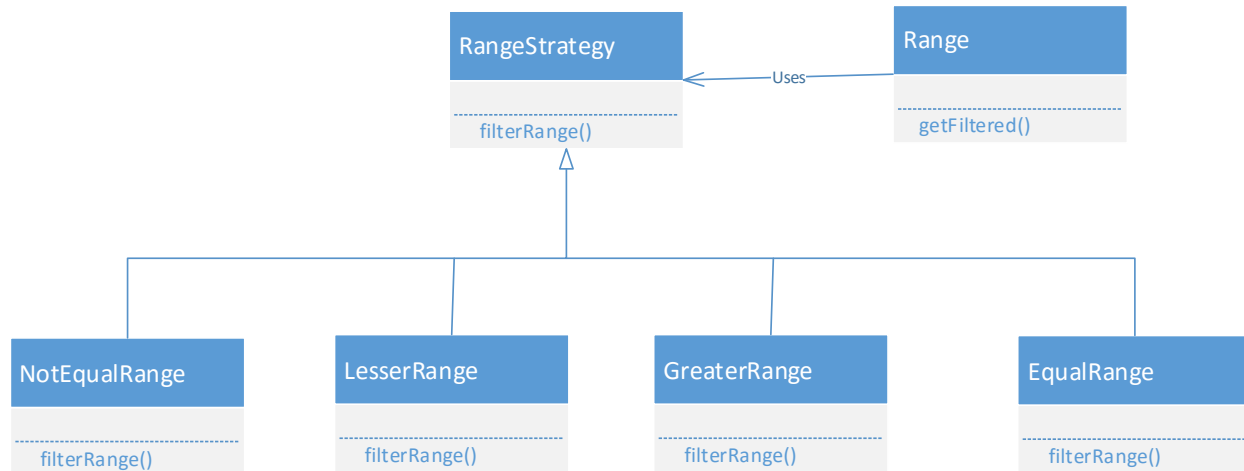 RangeStrategy
filterRange()
Uses
Range
getFiltered()
NotEqualRange
filterRange()
LesserRange
filterRange()
GreaterRange
filterRange()
EqualRange
filterRange()